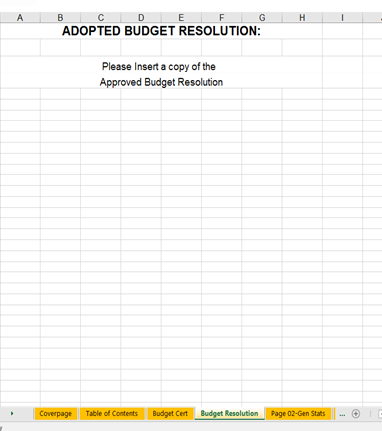 A B C D E F G H I
ADOPTED BUDGET RESOLUTION:
Please Insert a copy of the
Approved Budget Resolution
Coverpage Table of Contents Budget Cert Budget Resolution Page 02-Gen Stats ...